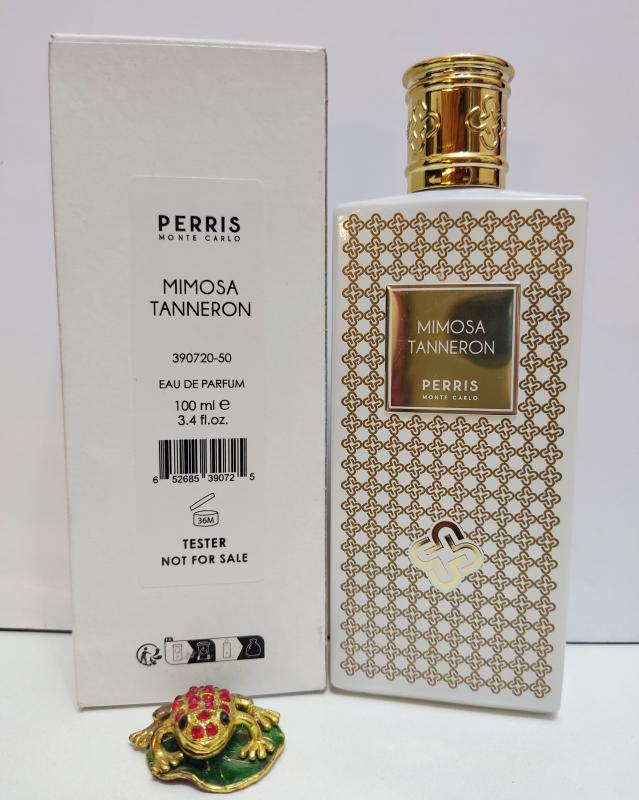 PERRIS
MONTE CARLO
MIMOSA
TANNERON
390720-50
EAU DE PARFUM
100 ml ℮
3.4 fl.oz.
6 52685 39072 5
36M
TESTER
NOT FOR SALE
MIMOSA
TANNERON
PERRIS
MONTE CARLO